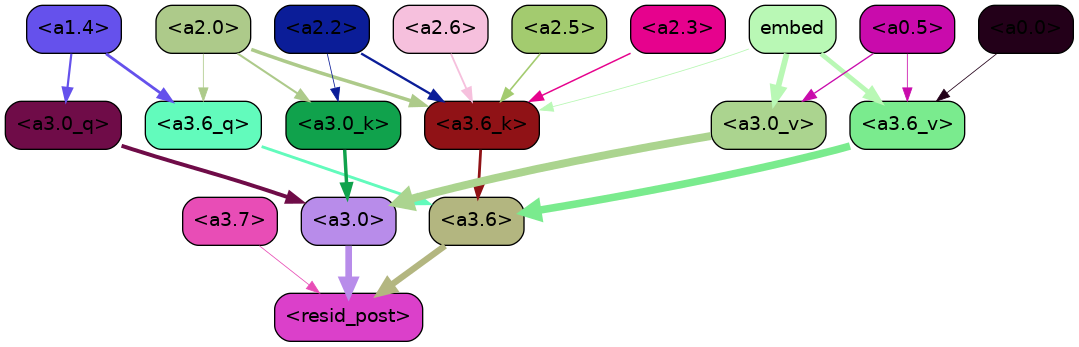 <a1.4> <a2.0> <a2.2> <a2.6> <a2.5> <a2.3> embed <a0.5> <a0.0>
<a3.0_q> <a3.6_q> <a3.0_k> <a3.6_k> <a3.0_v> <a3.6_v>
<a3.7> <a3.0> <a3.6>
<resid_post>